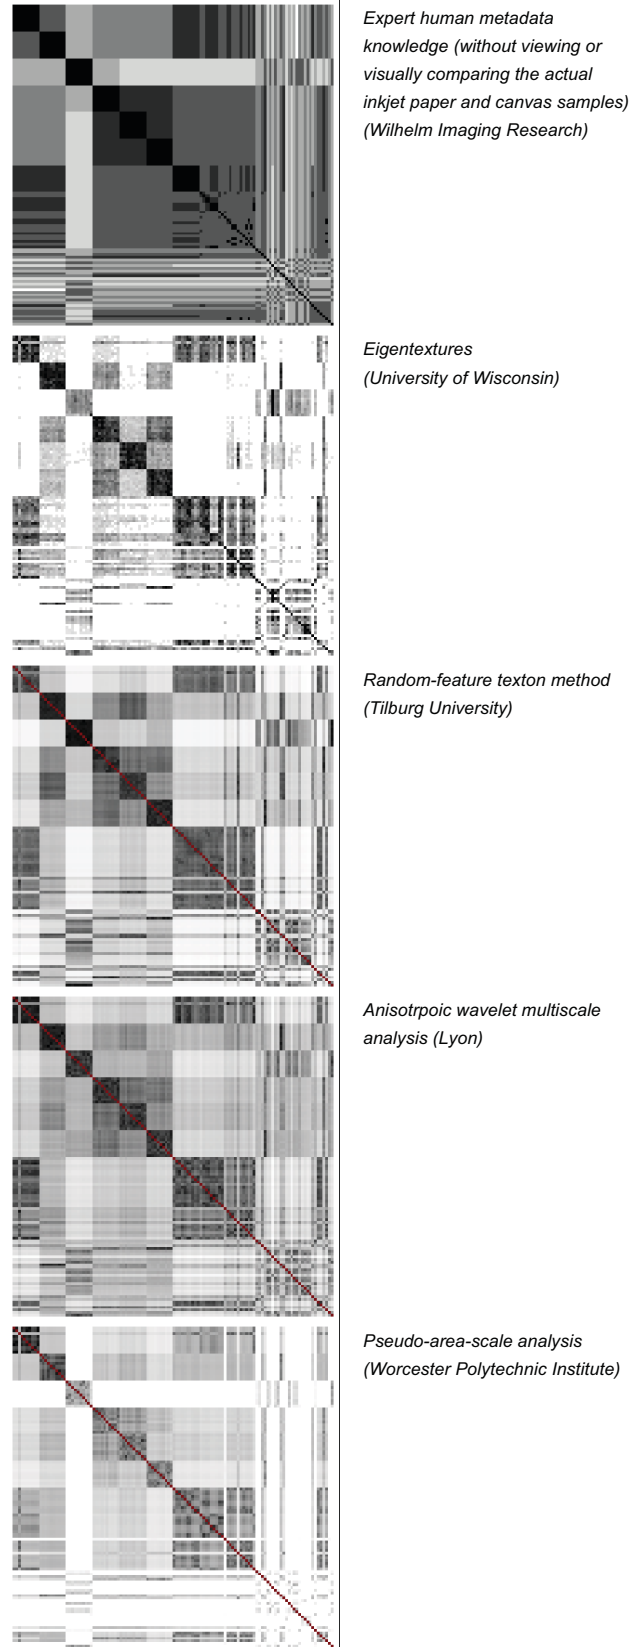 Expert human metadata
knowledge (without viewing or
visually comparing the actual
inkjet paper and canvas samples)
(Wilhelm Imaging Research)
Eigentextures
(University of Wisconsin)
Random-feature texton method
(Tilburg University)
Anisotrpoic wavelet multiscale
analysis (Lyon)
Pseudo-area-scale analysis
(Worcester Polytechnic Institute)